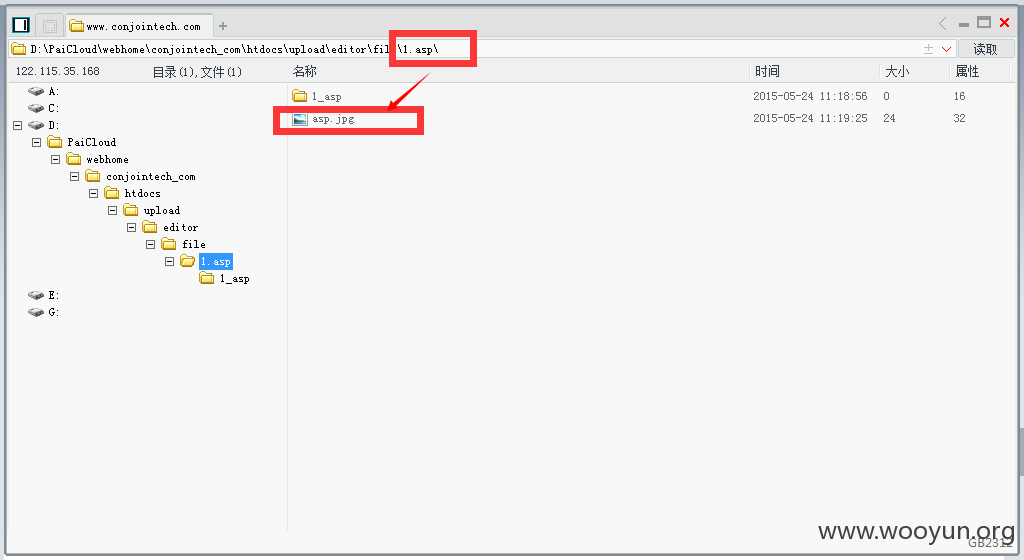 www.conjointech.com
D:\PaiCloud\webhome\conjointech_com\htdocs\upload\editor\file\1.asp\ 读取
122.115.35.168 目录(1),文件(1) 名称 时间 大小 属性
A:
C:
D:
PaiCloud
webhome
conjointech_com
htdocs
upload
editor
file
1.asp
1_asp
E:
G:
1_asp 2015-05-24 11:18:56 0 16
asp.jpg 2015-05-24 11:19:25 24 32
www.wooyun.org
GB2312